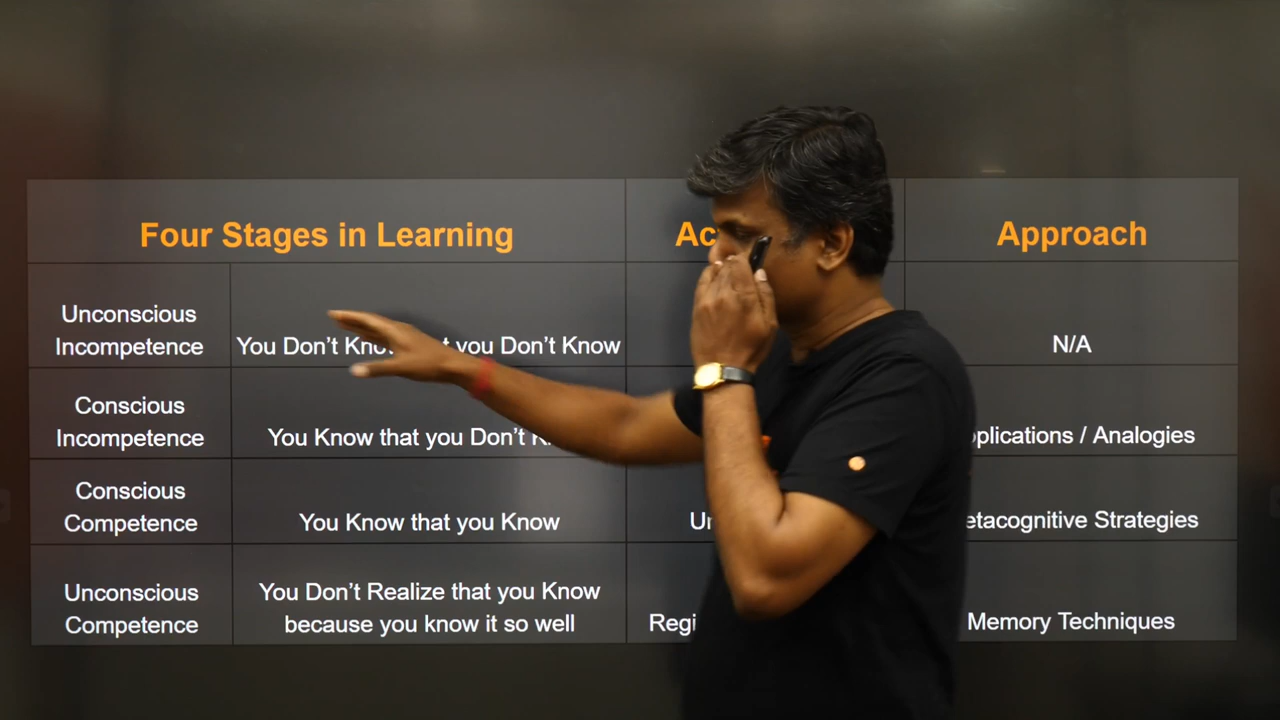 Four Stages in Learning
Approach
Unconscious
Incompetence
You Don't you Don't Know
N/A
Conscious
Incompetence
You Know that you Don't
/ Analogies
Conscious
Competence
You Know that you Know
Strategies
Unconscious
Competence
You Don't Realize that you Know
because you know it so well
Memory Techniques